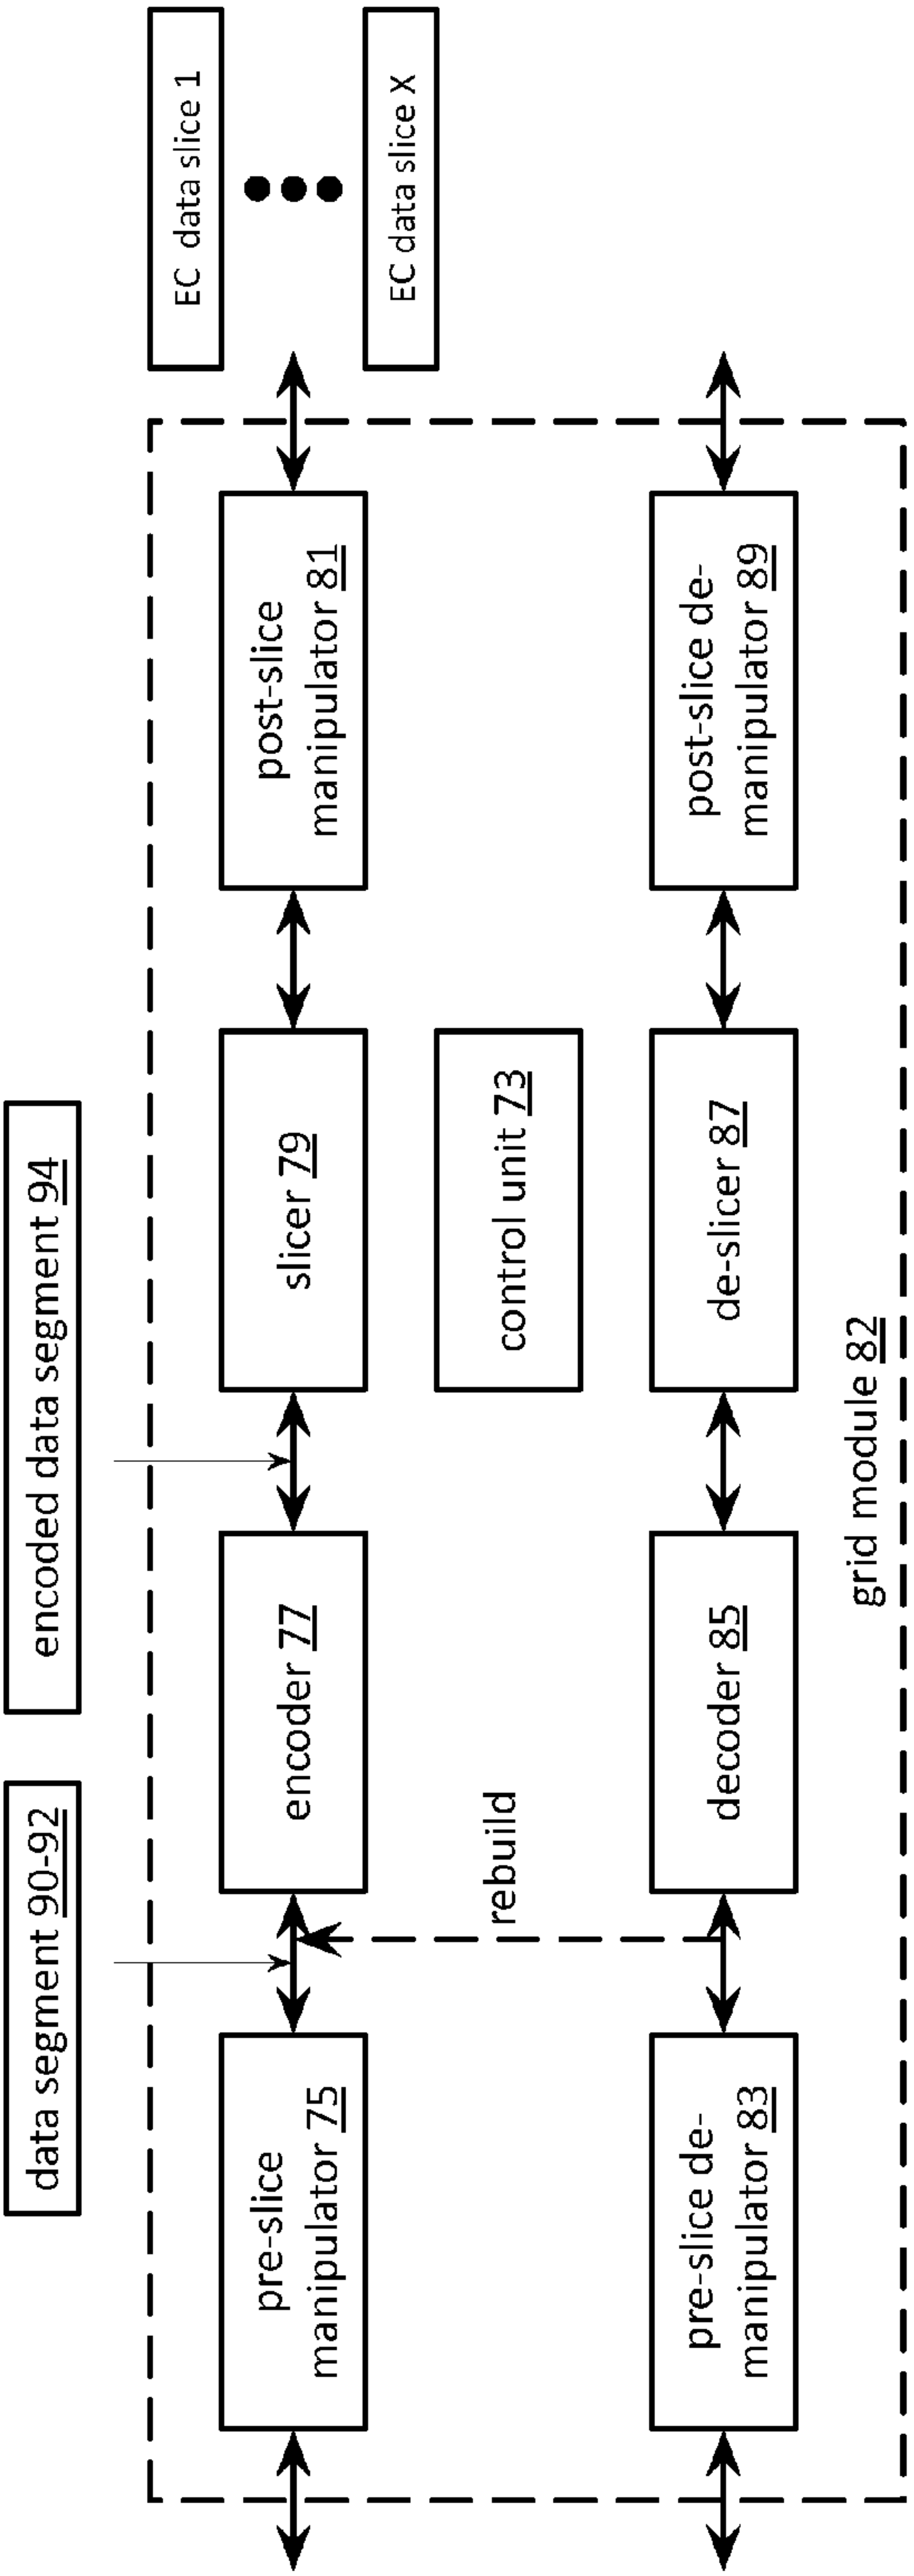 data segment 90-92
encoded data segment 94
pre-slice
manipulator 75
encoder 77
slicer 79
post-slice
manipulator 81
EC  data slice 1
EC data slice X
rebuild
control unit 73
pre-slice de-
manipulator 83
decoder 85
de-slicer 87
post-slice de-
manipulator 89
grid module 82